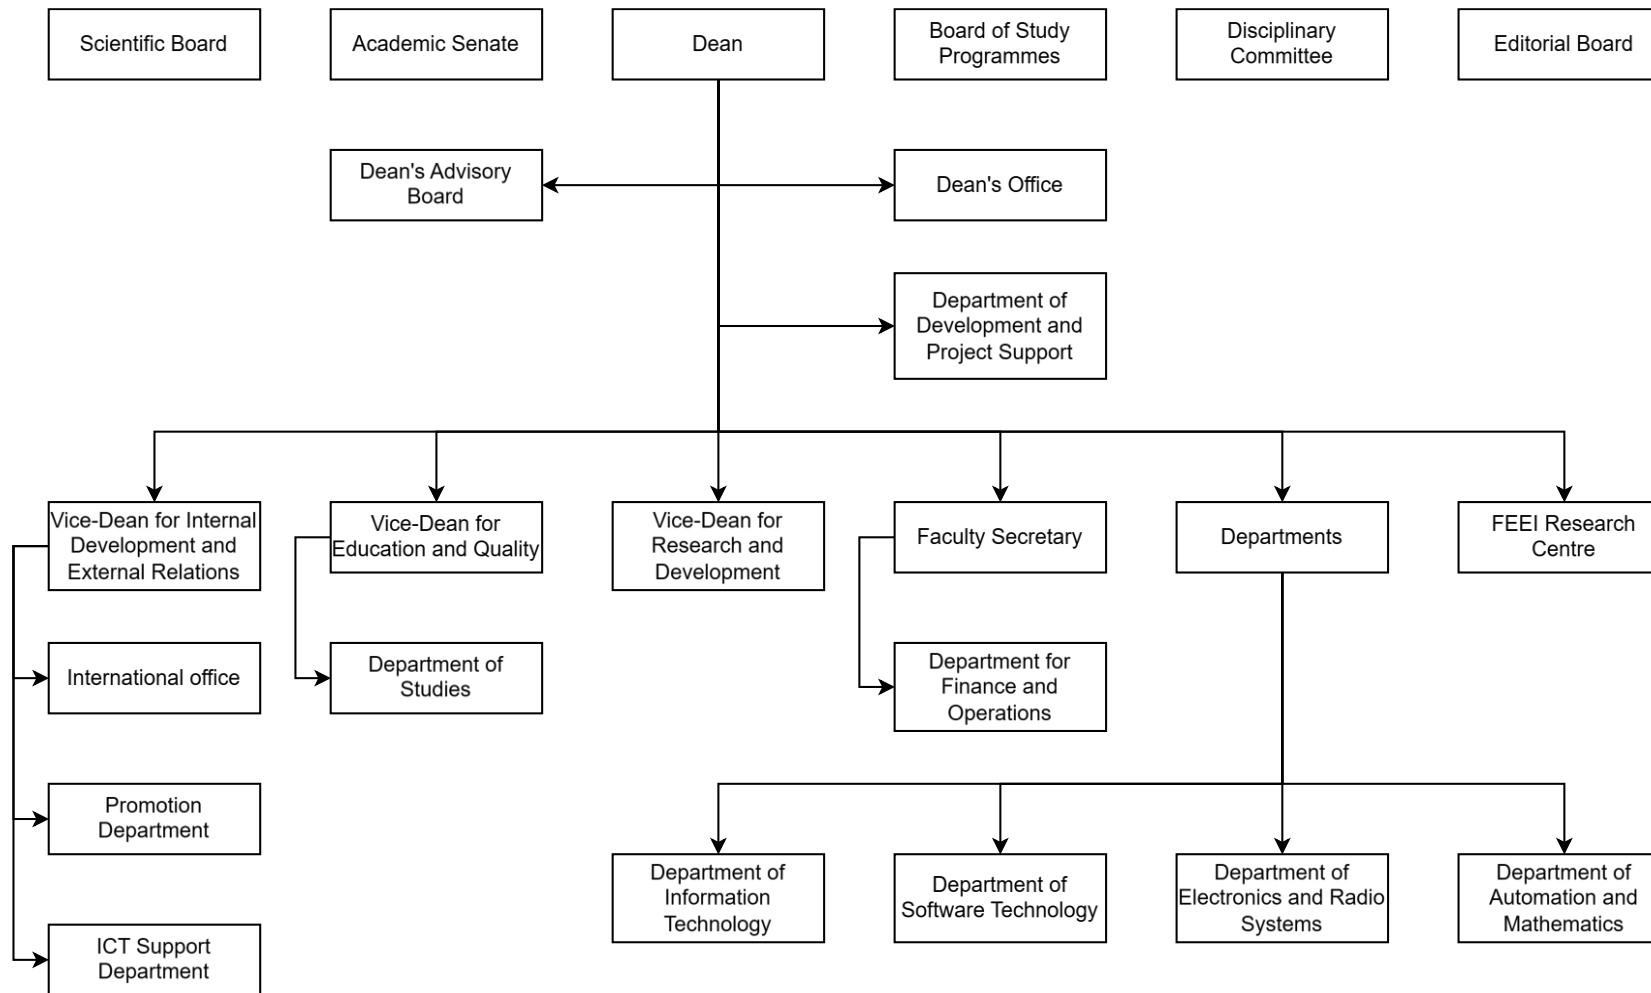 Scientific Board
Academic Senate
Dean
Board of Study
Programmes
Disciplinary
Committee
Editorial Board
Dean's Advisory
Board
Dean's Office
Department of
Development and
Project Support
Vice-Dean for Internal
Development and
External Relations
Vice-Dean for
Education and Quality
Vice-Dean for
Research and
Development
Faculty Secretary
Departments
FEEI Research
Centre
International office
Department of
Studies
Department for
Finance and
Operations
Promotion
Department
Department of
Information
Technology
Department of
Software Technology
Department of
Electronics and Radio
Systems
Department of
Automation and
Mathematics
ICT Support
Department